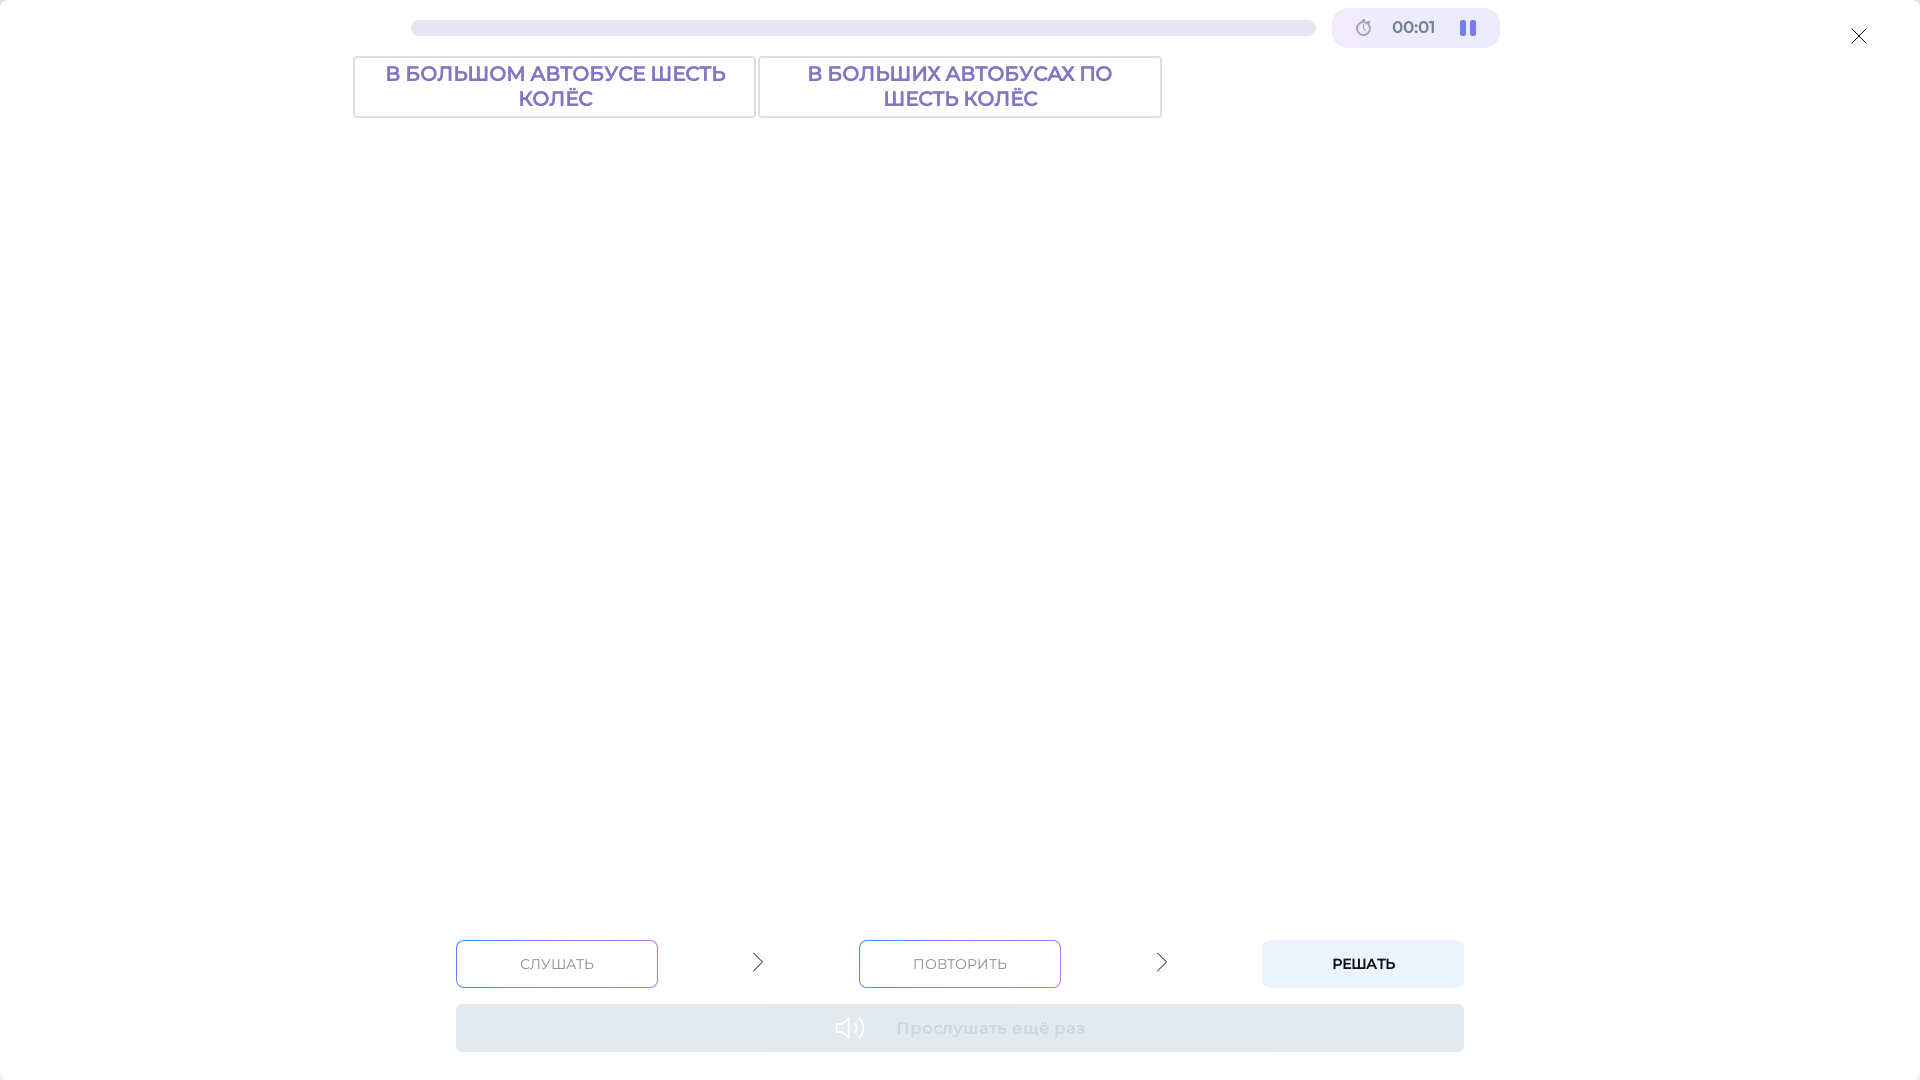 00:01
В БОЛЬШОМ АВТОБУСЕ ШЕСТЬ
КОЛЁС
В БОЛЬШИХ АВТОБУСАХ ПО
ШЕСТЬ КОЛЁС
СЛУШАТЬ
ПОВТОРИТЬ
РЕШАТЬ
Прослушать ещё раз